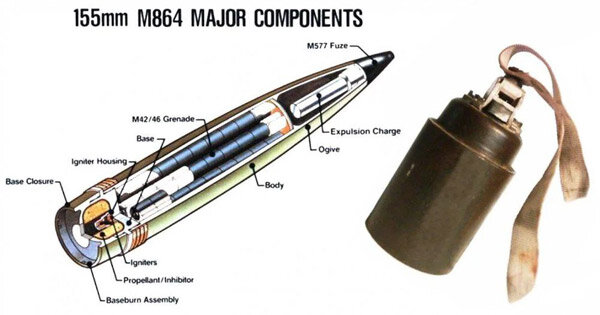 155mm M864 MAJOR COMPONENTS
M577 Fuze
M42/46 Grenade
Expulsion Charge
Base
Ogive
Igniter Housing
Body
Base Closure
Igniters
Propellant/Inhibitor
Baseburn Assembly